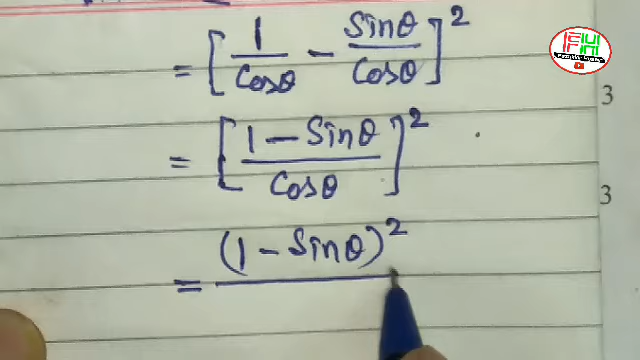 = [1/Cosθ - Sinθ/Cosθ]²
= [1 - Sinθ/Cosθ]²
3
3
= (1 - Sinθ)²